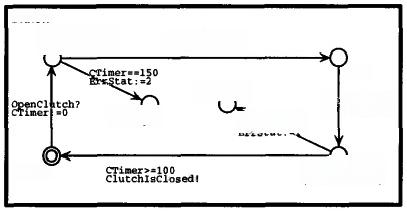 CTimer==150
ErrStat:=2
OpenClutch?
CTimer:=0
CTimer>=100
ClutchIsClosed!